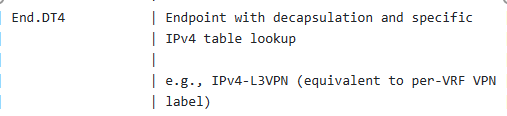 End.DT4 | Endpoint with decapsulation and specific
| IPv4 table lookup
|
| e.g., IPv4-L3VPN (equivalent to per-VRF VPN
| label)